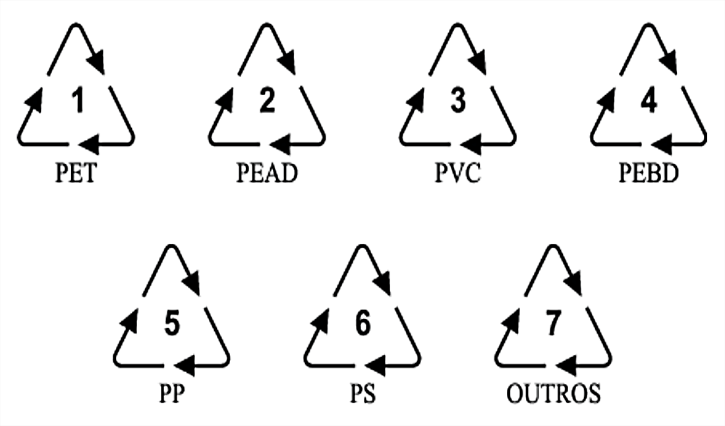 1 2 3 4
PET PEAD PVC PEBD
5 6 7
PP PS OUTROS